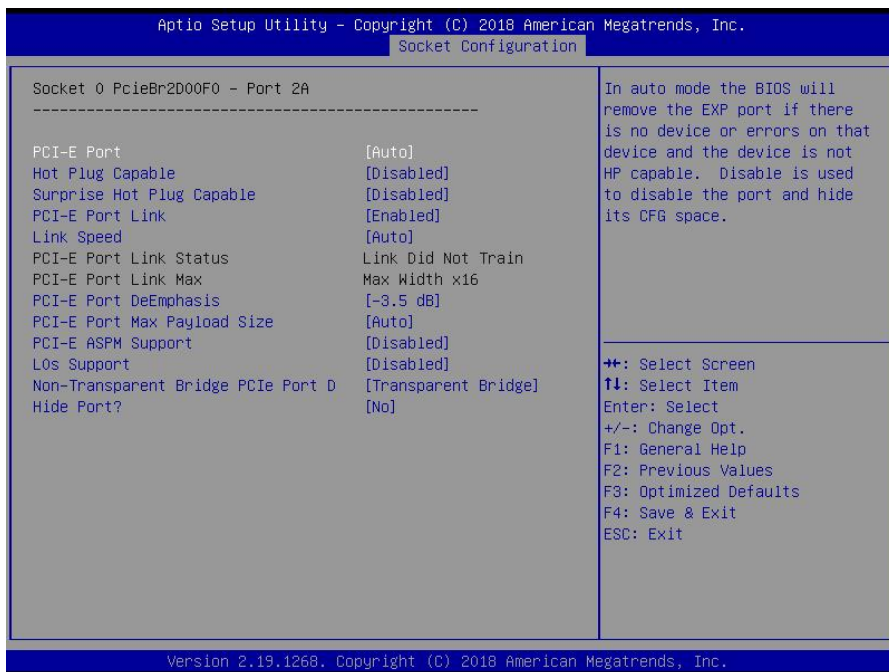 Aptio Setup Utility – Copyright (C) 2018 American Megatrends, Inc.
Socket Configuration
Socket 0 PcieBr2D00F0 – Port 2A
--------------------------------------------------
PCI-E Port [Auto]
Hot Plug Capable [Disabled]
Surprise Hot Plug Capable [Disabled]
PCI-E Port Link [Enabled]
Link Speed [Auto]
PCI-E Port Link Status Link Did Not Train
PCI-E Port Link Max Max Width x16
PCI-E Port DeEmphasis [-3.5 dB]
PCI-E Port Max Payload Size [Auto]
PCI-E ASPM Support [Disabled]
L0s Support [Disabled]
Non-Transparent Bridge PCIe Port D [Transparent Bridge]
Hide Port? [No]
In auto mode the BIOS will
remove the EXP port if there
is no device or errors on that
device and the device is not
HP capable. Disable is used
to disable the port and hide
its CFG space.
→←: Select Screen
↑↓: Select Item
Enter: Select
+/-: Change Opt.
F1: General Help
F2: Previous Values
F3: Optimized Defaults
F4: Save & Exit
ESC: Exit
Version 2.19.1268. Copyright (C) 2018 American Megatrends, Inc.